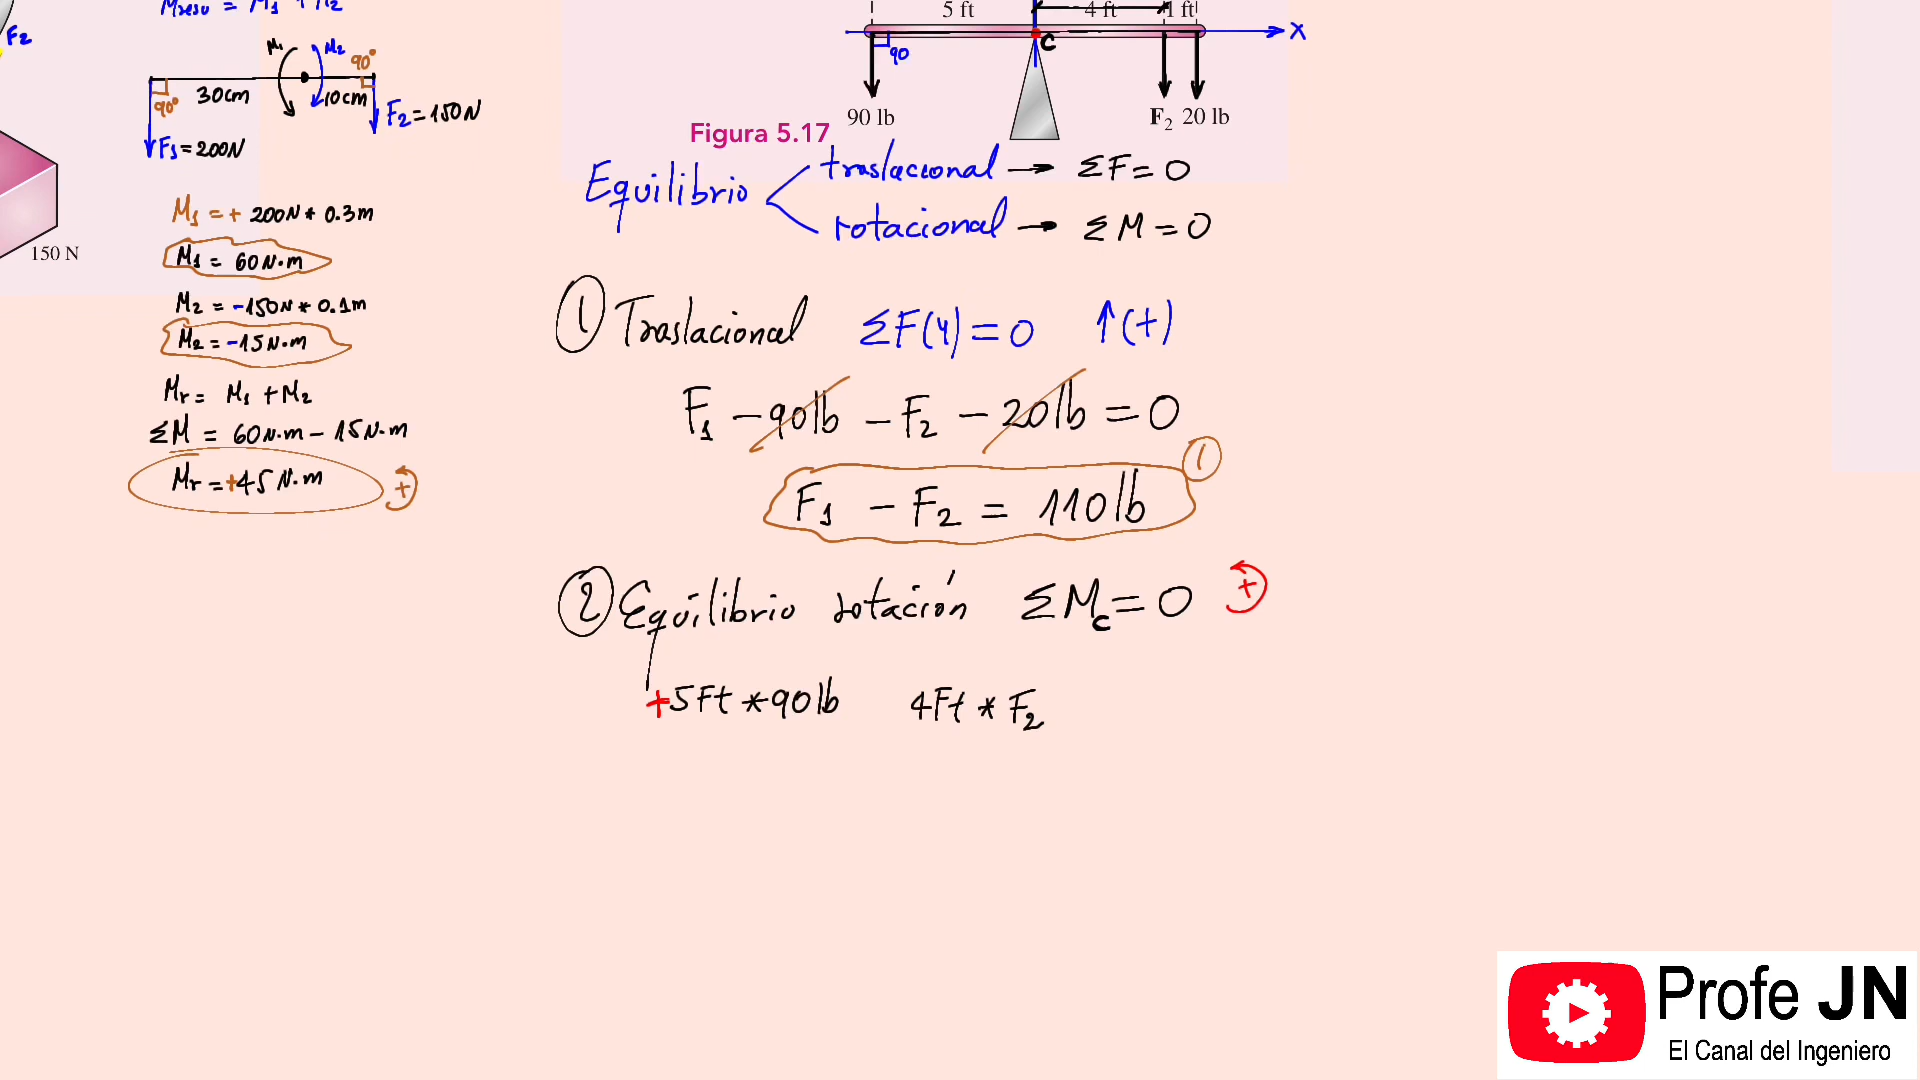 F2
30cm
10cm
90°
90°
M1
M2
F2 = 150N
F1 = 200N
150 N
M1 = + 200N * 0.3m
M1 = 60N·m
M2 = -150N * 0.1m
M2 = -15N·m
Mr = M1 + M2
ΣM = 60N·m - 15N·m
Mr = +45N·m +
5 ft 4 ft 1 ft
x
C
90
90 lb F2 20 lb
Figura 5.17
Equilibrio
traslacional → ΣF = 0
rotacional → ΣM = 0
① Traslacional ΣF(y) = 0 ↑(+)
F1 - 90lb - F2 - 20lb = 0
F1 - F2 = 110lb ①
② Equilibrio rotación ΣMc = 0 +
+5Ft * 90lb 4Ft * F2
Profe JN
El Canal del Ingeniero